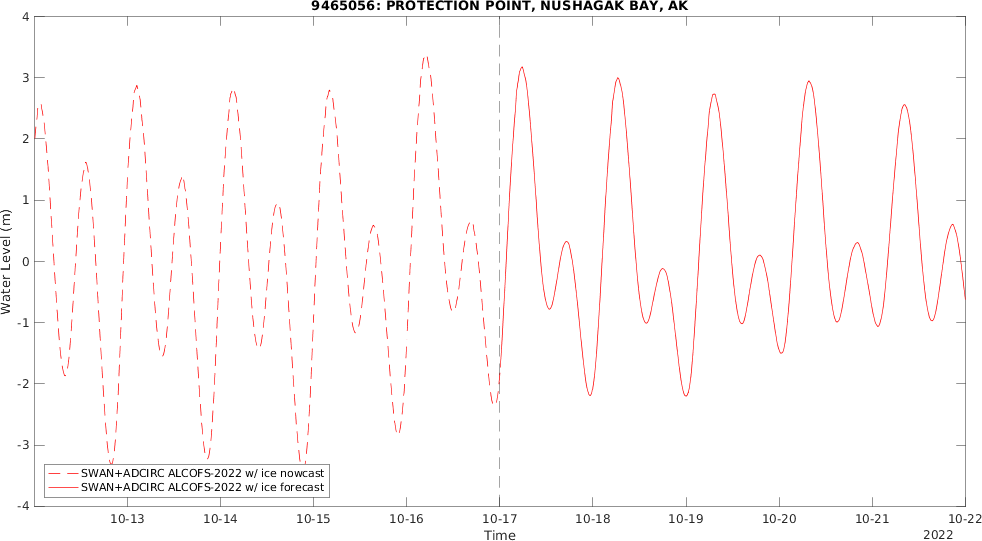 9465056: PROTECTION POINT, NUSHAGAK BAY, AK
4
3
2
1
0
-1
-2
-3
-4
Water Level (m)
SWAN+ADCIRC ALCOFS-2022 w/ ice nowcast
SWAN+ADCIRC ALCOFS-2022 w/ ice forecast
10-13 10-14 10-15 10-16 10-17 10-18 10-19 10-20 10-21 10-22
Time
2022